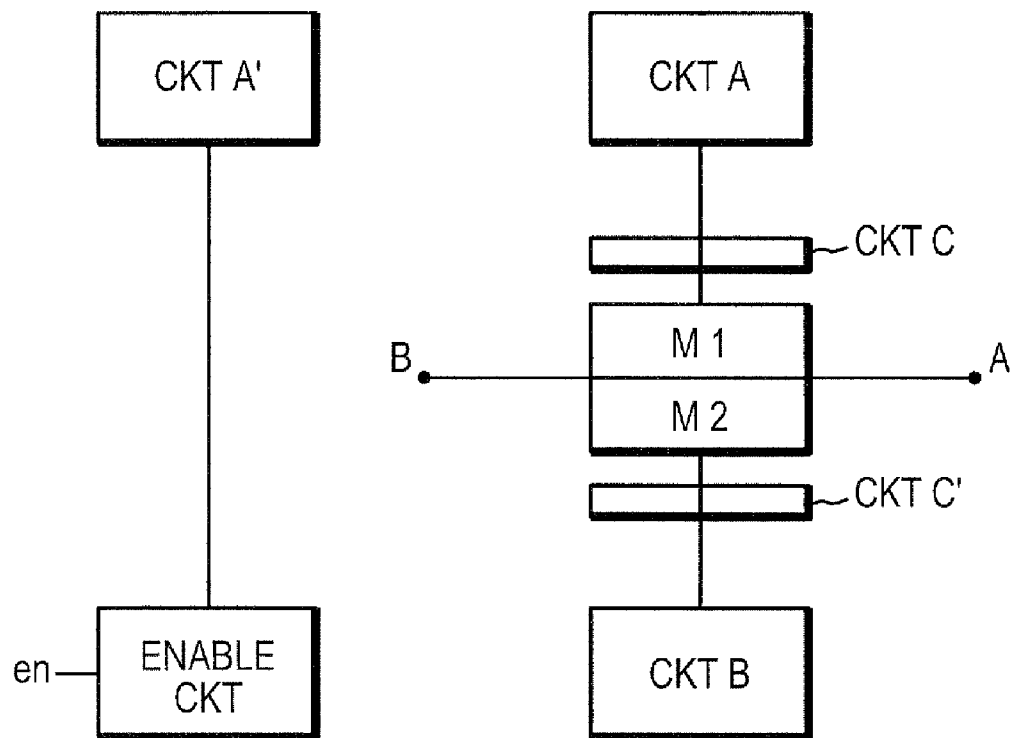 CKT A'
CKT A
CKT C
M 1
B
A
M 2
CKT C'
en
ENABLE
CKT
CKT B